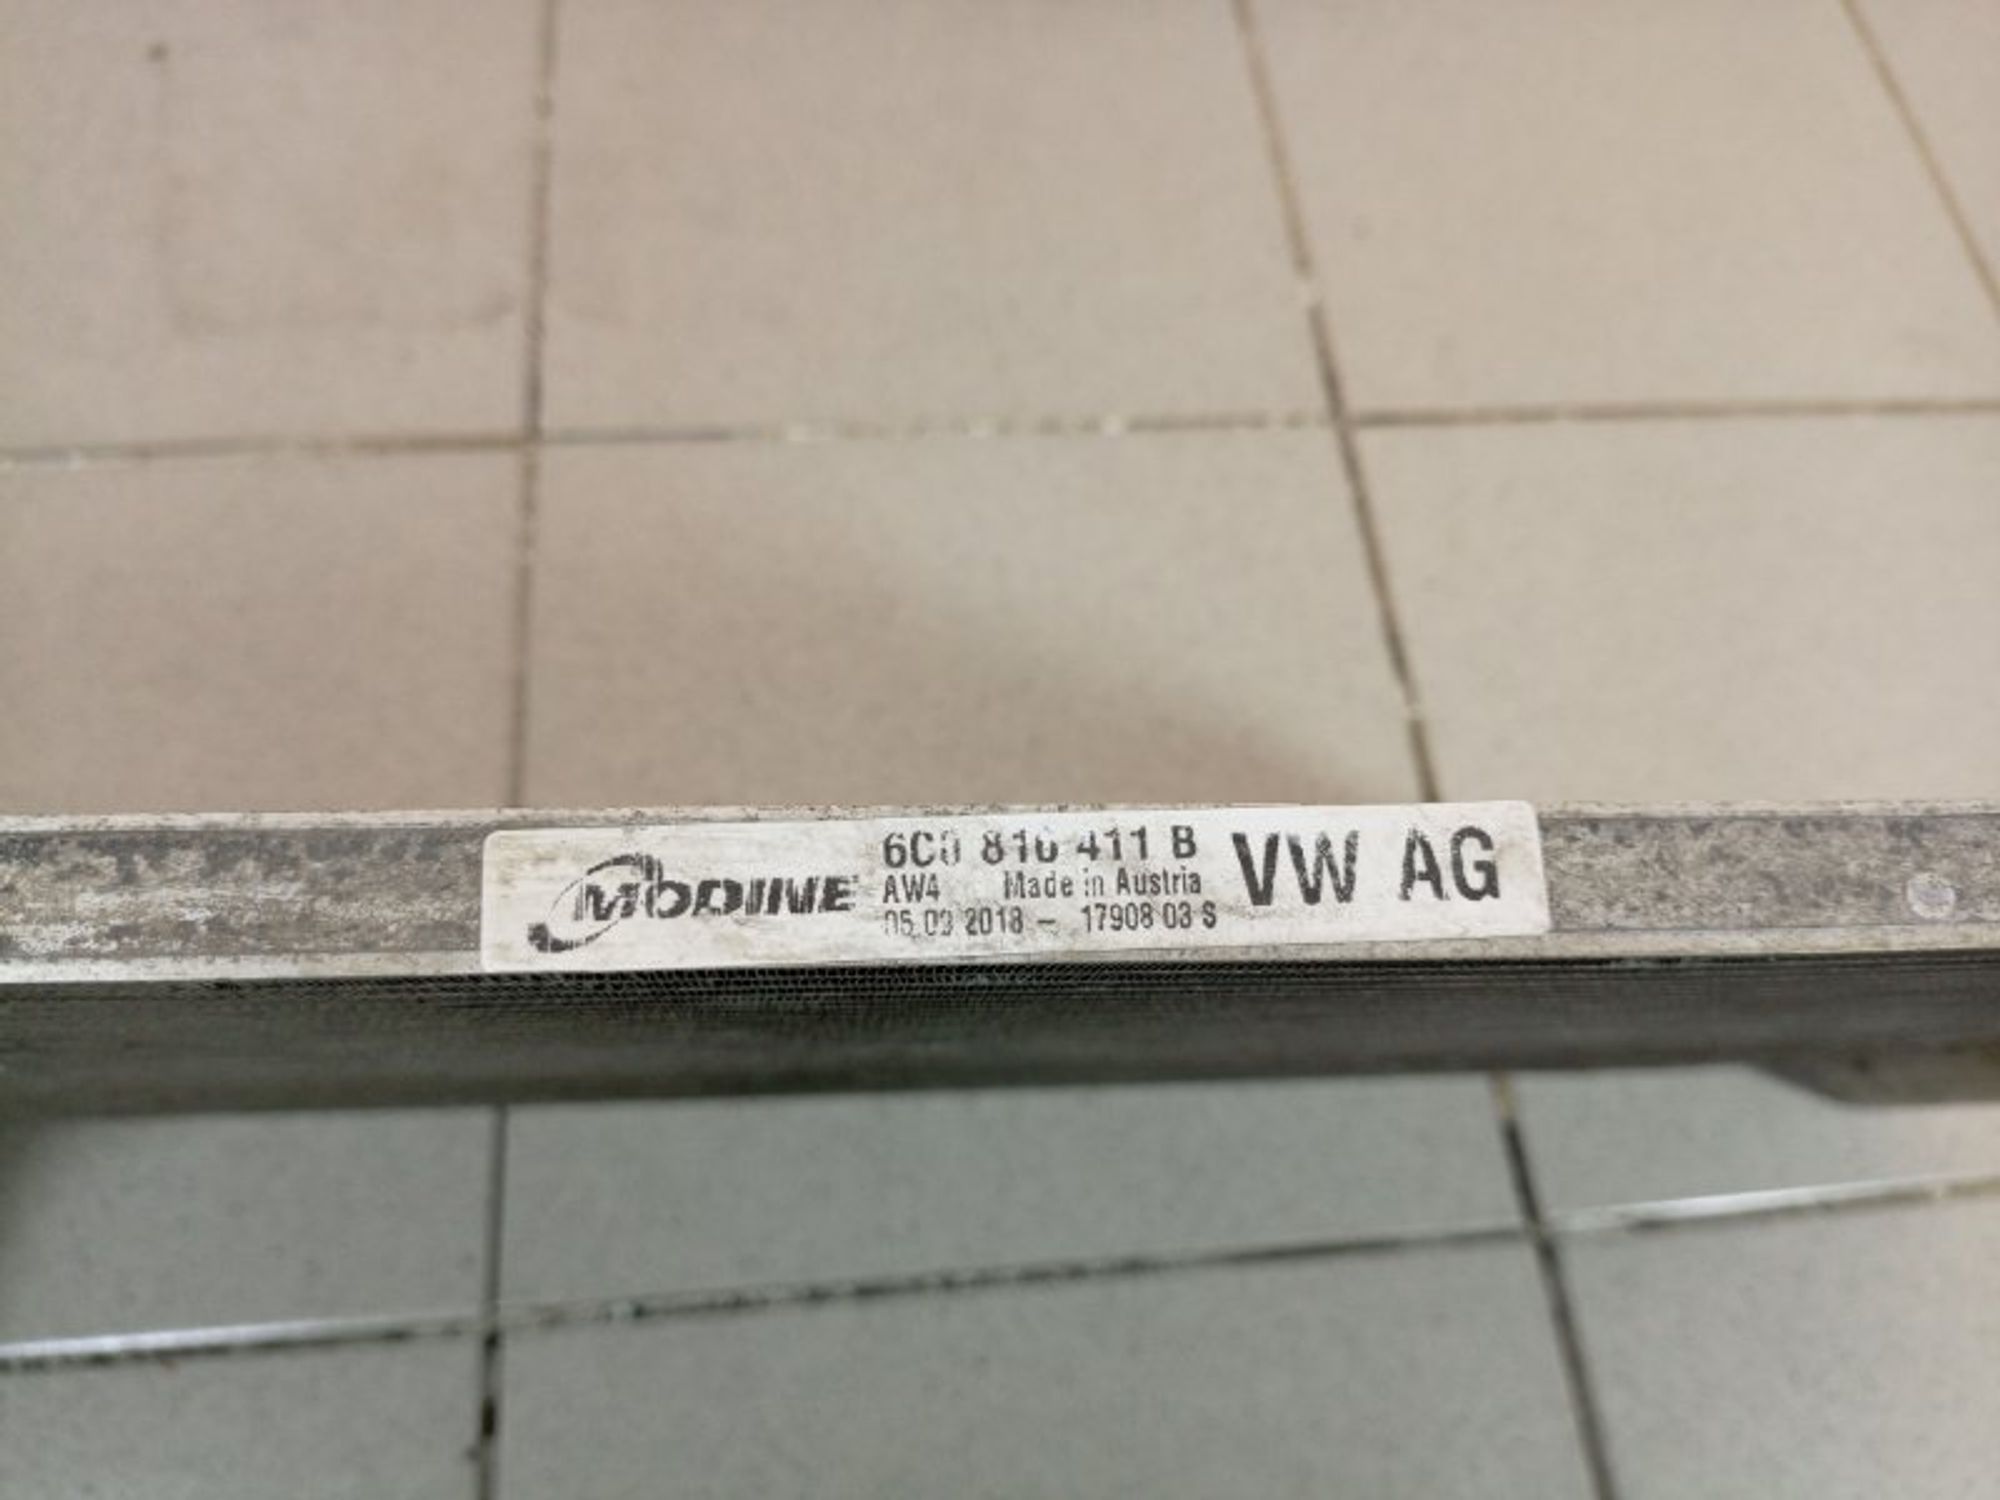 MODINE
6C0 816 411 B
AW4 Made in Austria
05.03 2018 - 17908 03 S
VW AG